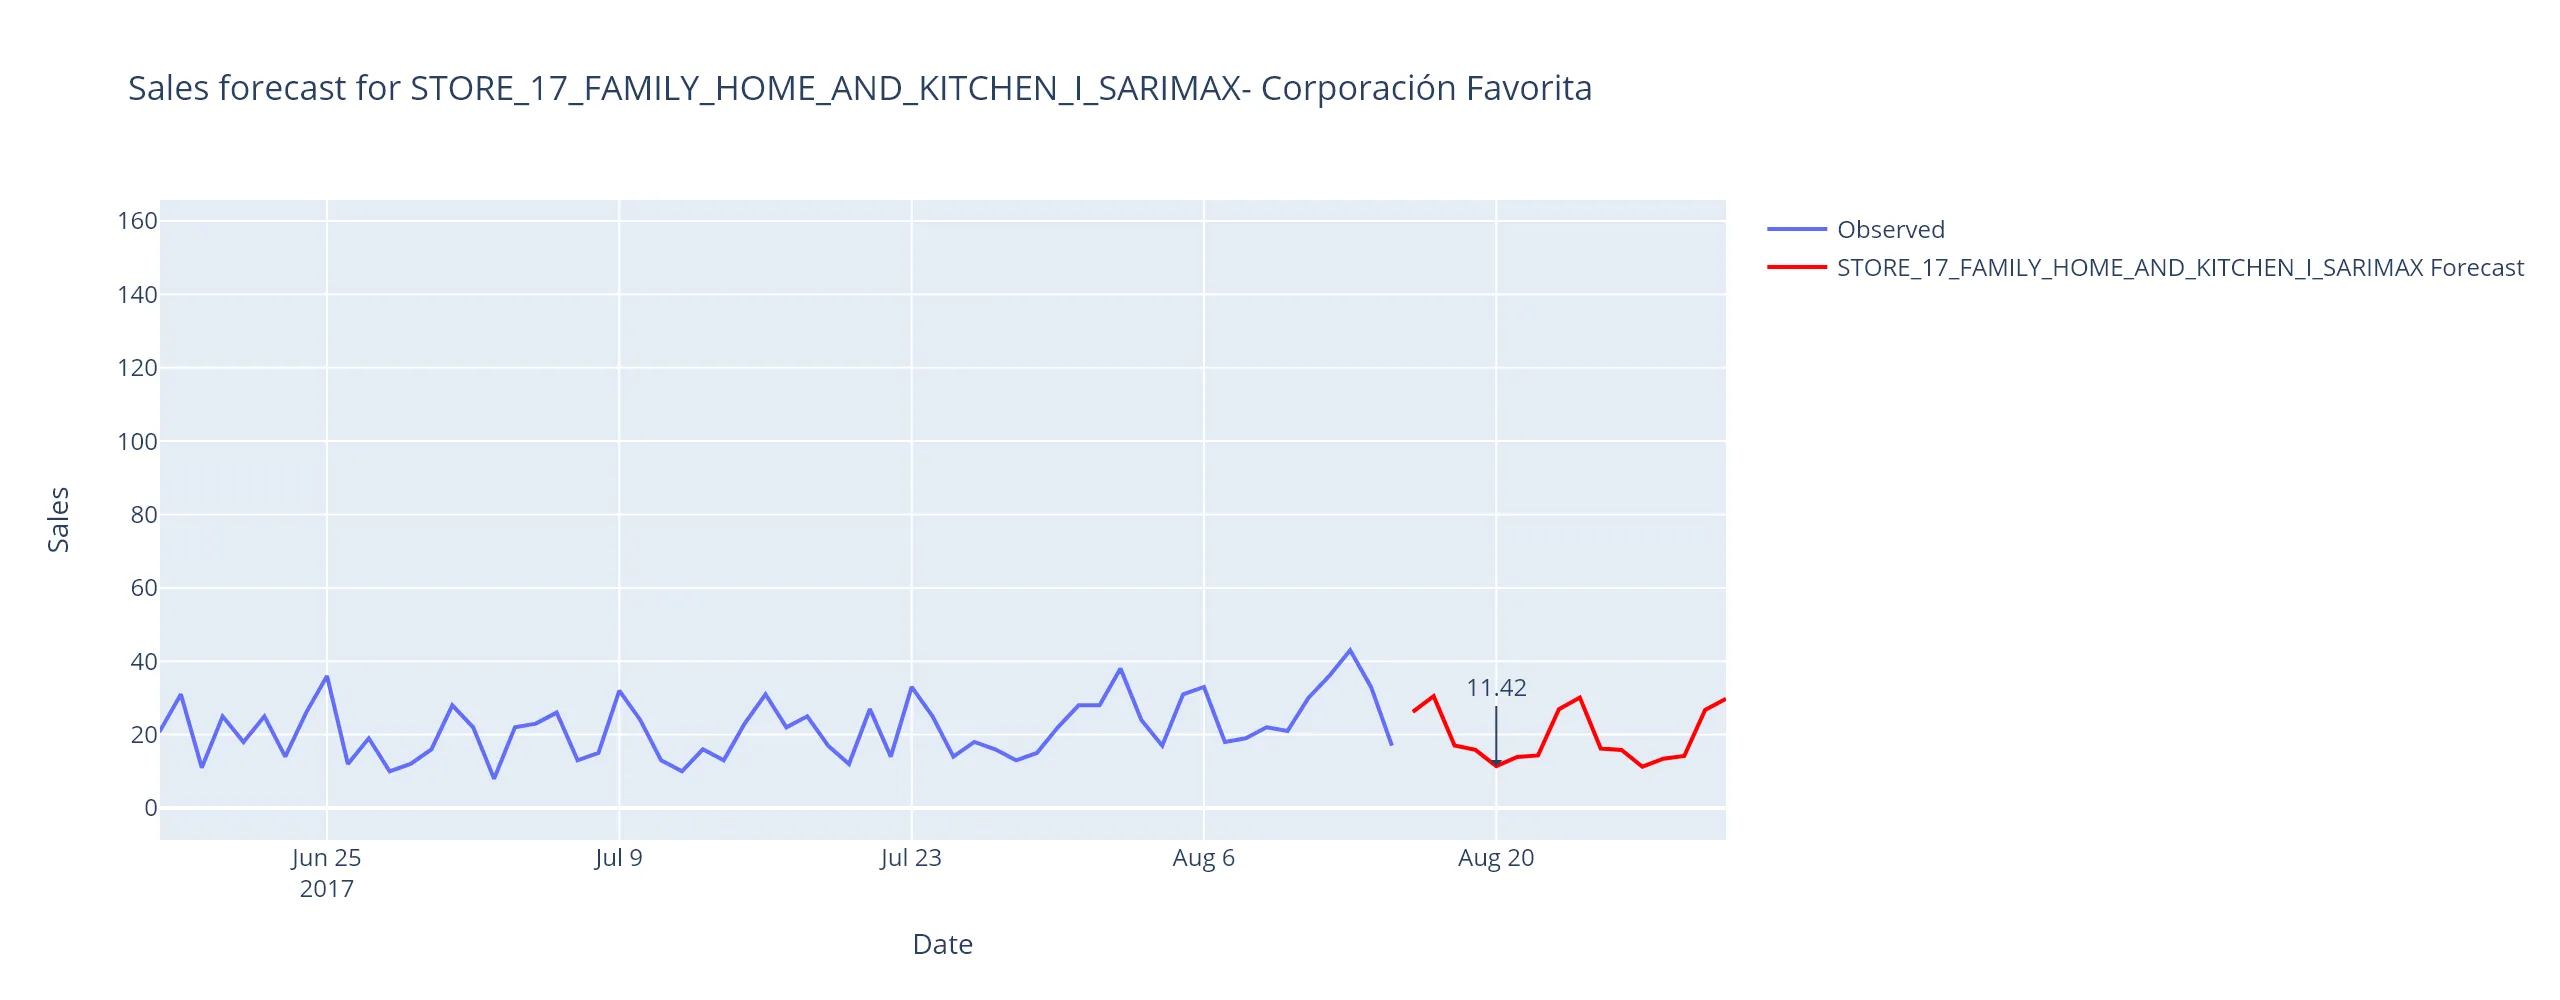 Sales forecast for STORE_17_FAMILY_HOME_AND_KITCHEN_I_SARIMAX- Corporación Favorita
Observed
STORE_17_FAMILY_HOME_AND_KITCHEN_I_SARIMAX Forecast
160
140
120
100
80
60
40
20
0
Sales
11.42
Jun 25
2017
Jul 9
Jul 23
Aug 6
Aug 20
Date